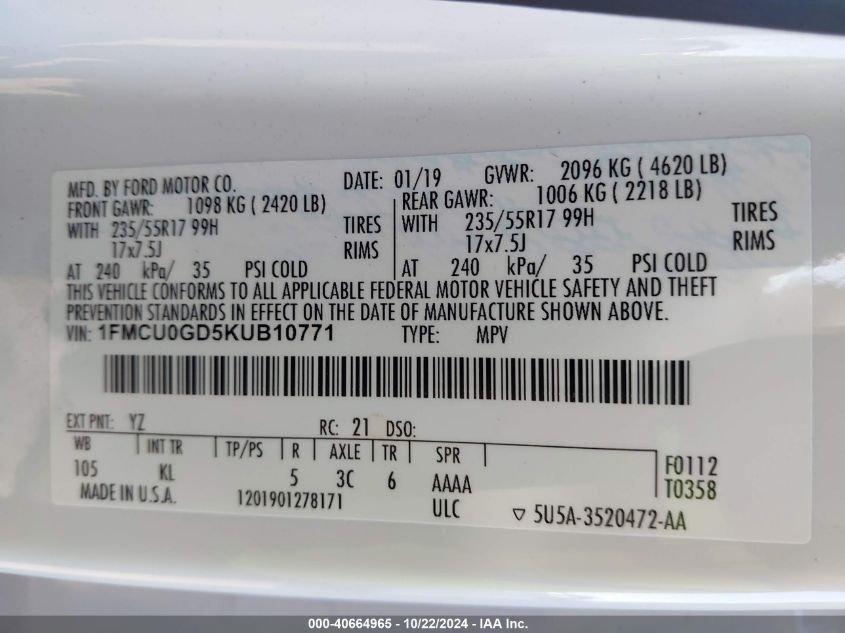 MFD. BY FORD MOTOR CO. DATE: 01/19 GVWR: 2096 KG ( 4620 LB)
FRONT GAWR: 1098 KG ( 2420 LB) REAR GAWR: 1006 KG ( 2218 LB)
WITH 235/55R17 99H TIRES WITH 235/55R17 99H TIRES
17x7.5J RIMS 17x7.5J RIMS
AT 240 kPa/ 35 PSI COLD AT 240 kPa/ 35 PSI COLD
THIS VEHICLE CONFORMS TO ALL APPLICABLE FEDERAL MOTOR VEHICLE SAFETY AND THEFT
PREVENTION STANDARDS IN EFFECT ON THE DATE OF MANUFACTURE SHOWN ABOVE.
VIN: 1FMCU0GD5KUB10771 TYPE: MPV
EXT PNT: YZ RC: 21 DSO:
WB INT TR TP/PS R AXLE TR SPR
105 KL 5 3C 6 AAAA F0112
MADE IN U.S.A. 1201901278171 ULC T0358
▽ 5U5A-3520472-AA
000-40664965 - 10/22/2024 - IAA Inc.